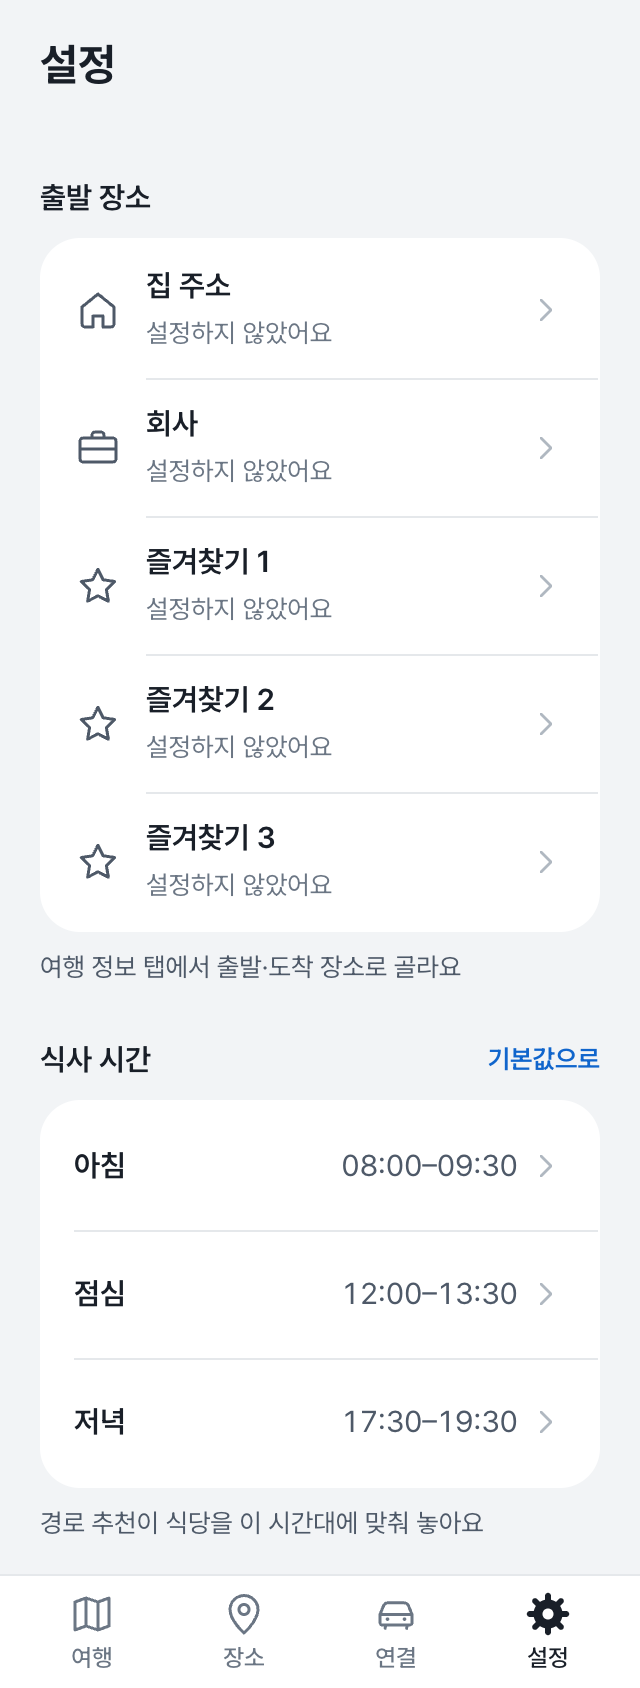 설정
출발 장소
집 주소
설정하지 않았어요
회사
설정하지 않았어요
즐겨찾기 1
설정하지 않았어요
즐겨찾기 2
설정하지 않았어요
즐겨찾기 3
설정하지 않았어요
여행 정보 탭에서 출발·도착 장소로 골라요
식사 시간 기본값으로
아침 08:00–09:30
점심 12:00–13:30
저녁 17:30–19:30
경로 추천이 식당을 이 시간대에 맞춰 놓아요
여행 장소 연결 설정